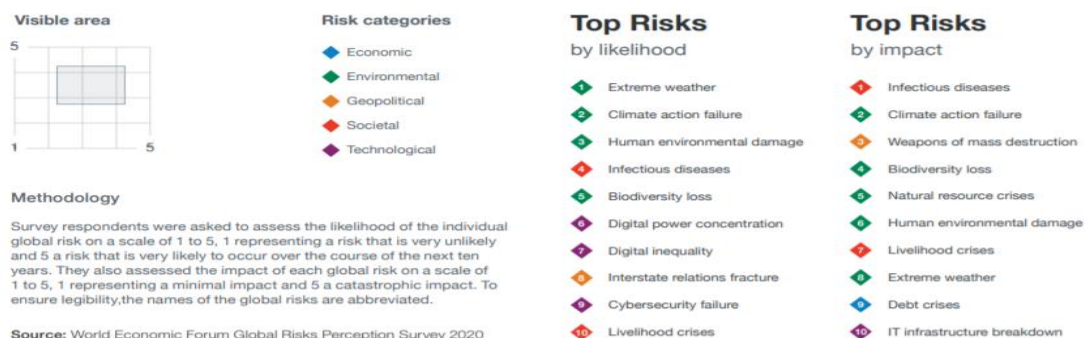 Visible area
5
1
5
Risk categories
Economic
Environmental
Geopolitical
Societal
Technological
Methodology
Survey respondents were asked to assess the likelihood of the individual
global risk on a scale of 1 to 5, 1 representing a risk that is very unlikely
and 5 a risk that is very likely to occur over the course of the next ten
years. They also assessed the impact of each global risk on a scale of
1 to 5, 1 representing a minimal impact and 5 a catastrophic impact. To
ensure legibility,the names of the global risks are abbreviated.
Source: World Economic Forum Global Risks Perception Survey 2020
Top Risks
by likelihood
1 Extreme weather
2 Climate action failure
3 Human environmental damage
4 Infectious diseases
5 Biodiversity loss
6 Digital power concentration
7 Digital inequality
8 Interstate relations fracture
9 Cybersecurity failure
10 Livelihood crises
Top Risks
by impact
1 Infectious diseases
2 Climate action failure
3 Weapons of mass destruction
4 Biodiversity loss
5 Natural resource crises
6 Human environmental damage
7 Livelihood crises
8 Extreme weather
9 Debt crises
10 IT infrastructure breakdown